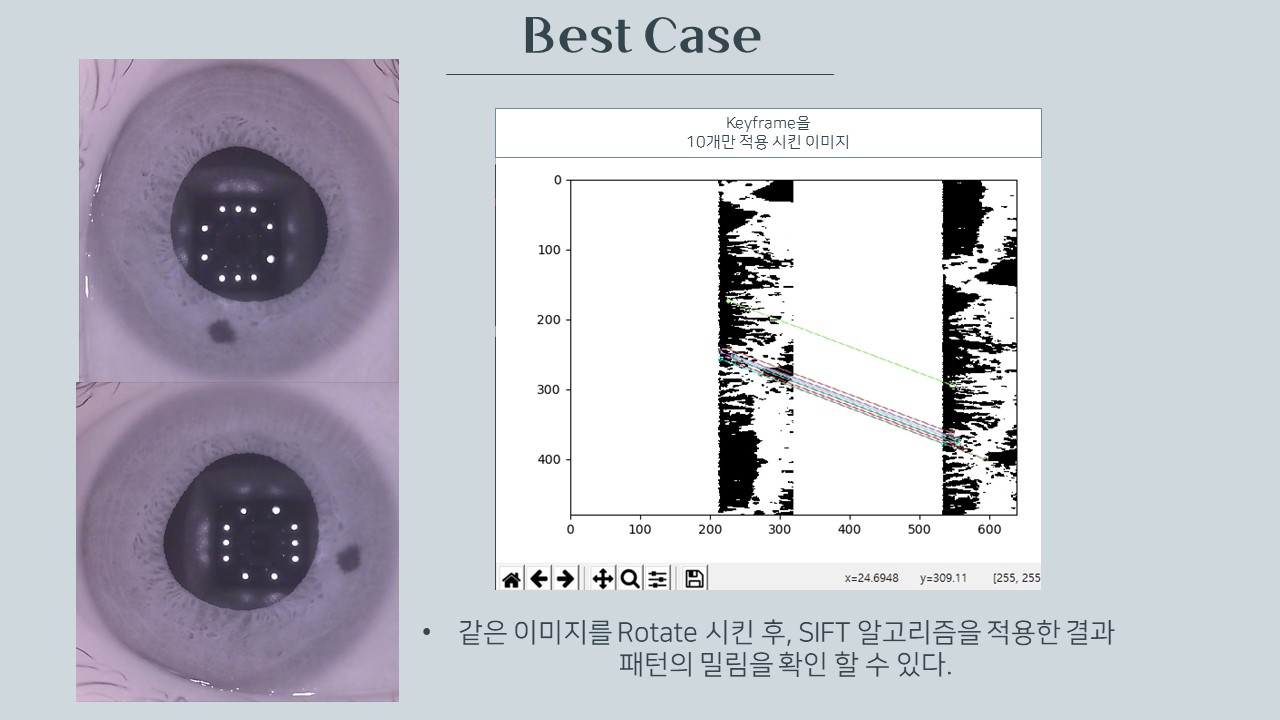 Best Case
Keyframe을
10개만 적용 시킨 이미지
0
100
200
300
400
0
100
200
300
400
500
600
x=24.6948 y=309.11 [255, 255
• 같은 이미지를 Rotate 시킨 후, SIFT 알고리즘을 적용한 결과
패턴의 밀림을 확인 할 수 있다.